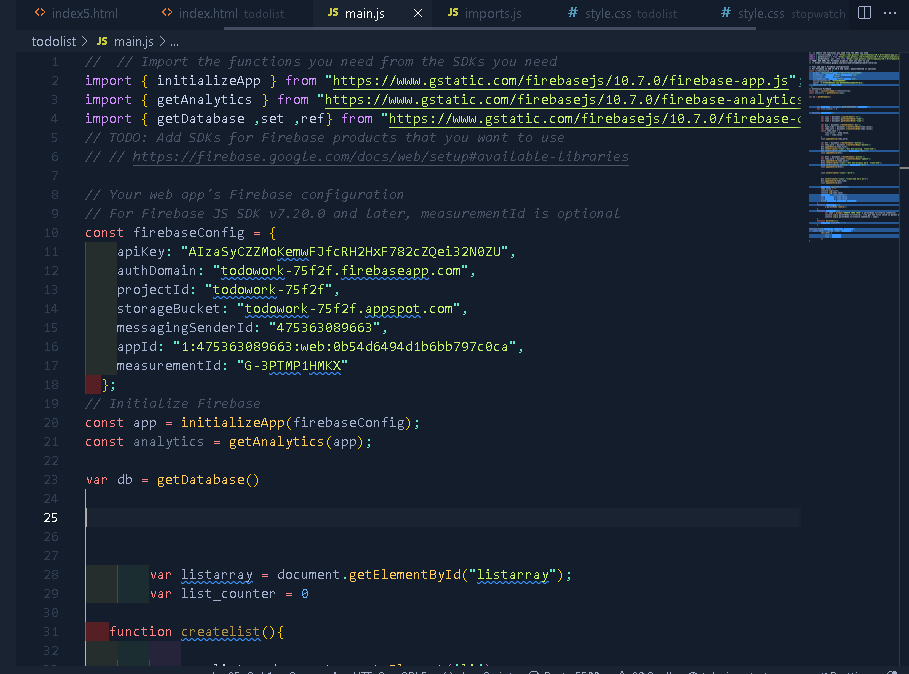 index5.html index.html todolist main.js imports.js style.css todolist style.css stopwatch
todolist > JS main.js > ...
1 // // Import the functions you need from the SDKs you need
2 import { initializeApp } from "https://www.gstatic.com/firebasejs/10.7.0/firebase-app.js";
3 import { getAnalytics } from "https://www.gstatic.com/firebasejs/10.7.0/firebase-analytics
4 import { getDatabase ,set ,ref} from "https://www.gstatic.com/firebasejs/10.7.0/firebase-
5 // TODO: Add SDKs for Firebase products that you want to use
6 // // https://firebase.google.com/docs/web/setup#available-libraries
7
8 // Your web app's Firebase configuration
9 // For Firebase JS SDK v7.20.0 and later, measurementId is optional
10 const firebaseConfig = {
11 apiKey: "AIzaSyCZZMoKemwFJfcRH2HxF782cZQei32N0ZU",
12 authDomain: "todowork-75f2f.firebaseapp.com",
13 projectId: "todowork-75f2f",
14 storageBucket: "todowork-75f2f.appspot.com",
15 messagingSenderId: "475363089663",
16 appId: "1:475363089663:web:0b54d6494d1b6bb797c0ca",
17 measurementId: "G-3PTMP1HMKX"
18 };
19 // Initialize Firebase
20 const app = initializeApp(firebaseConfig);
21 const analytics = getAnalytics(app);
22
23 var db = getDatabase()
24
25
26
27
28 var listarray = document.getElementById("listarray");
29 var list_counter = 0
30
31 function createlist(){
32